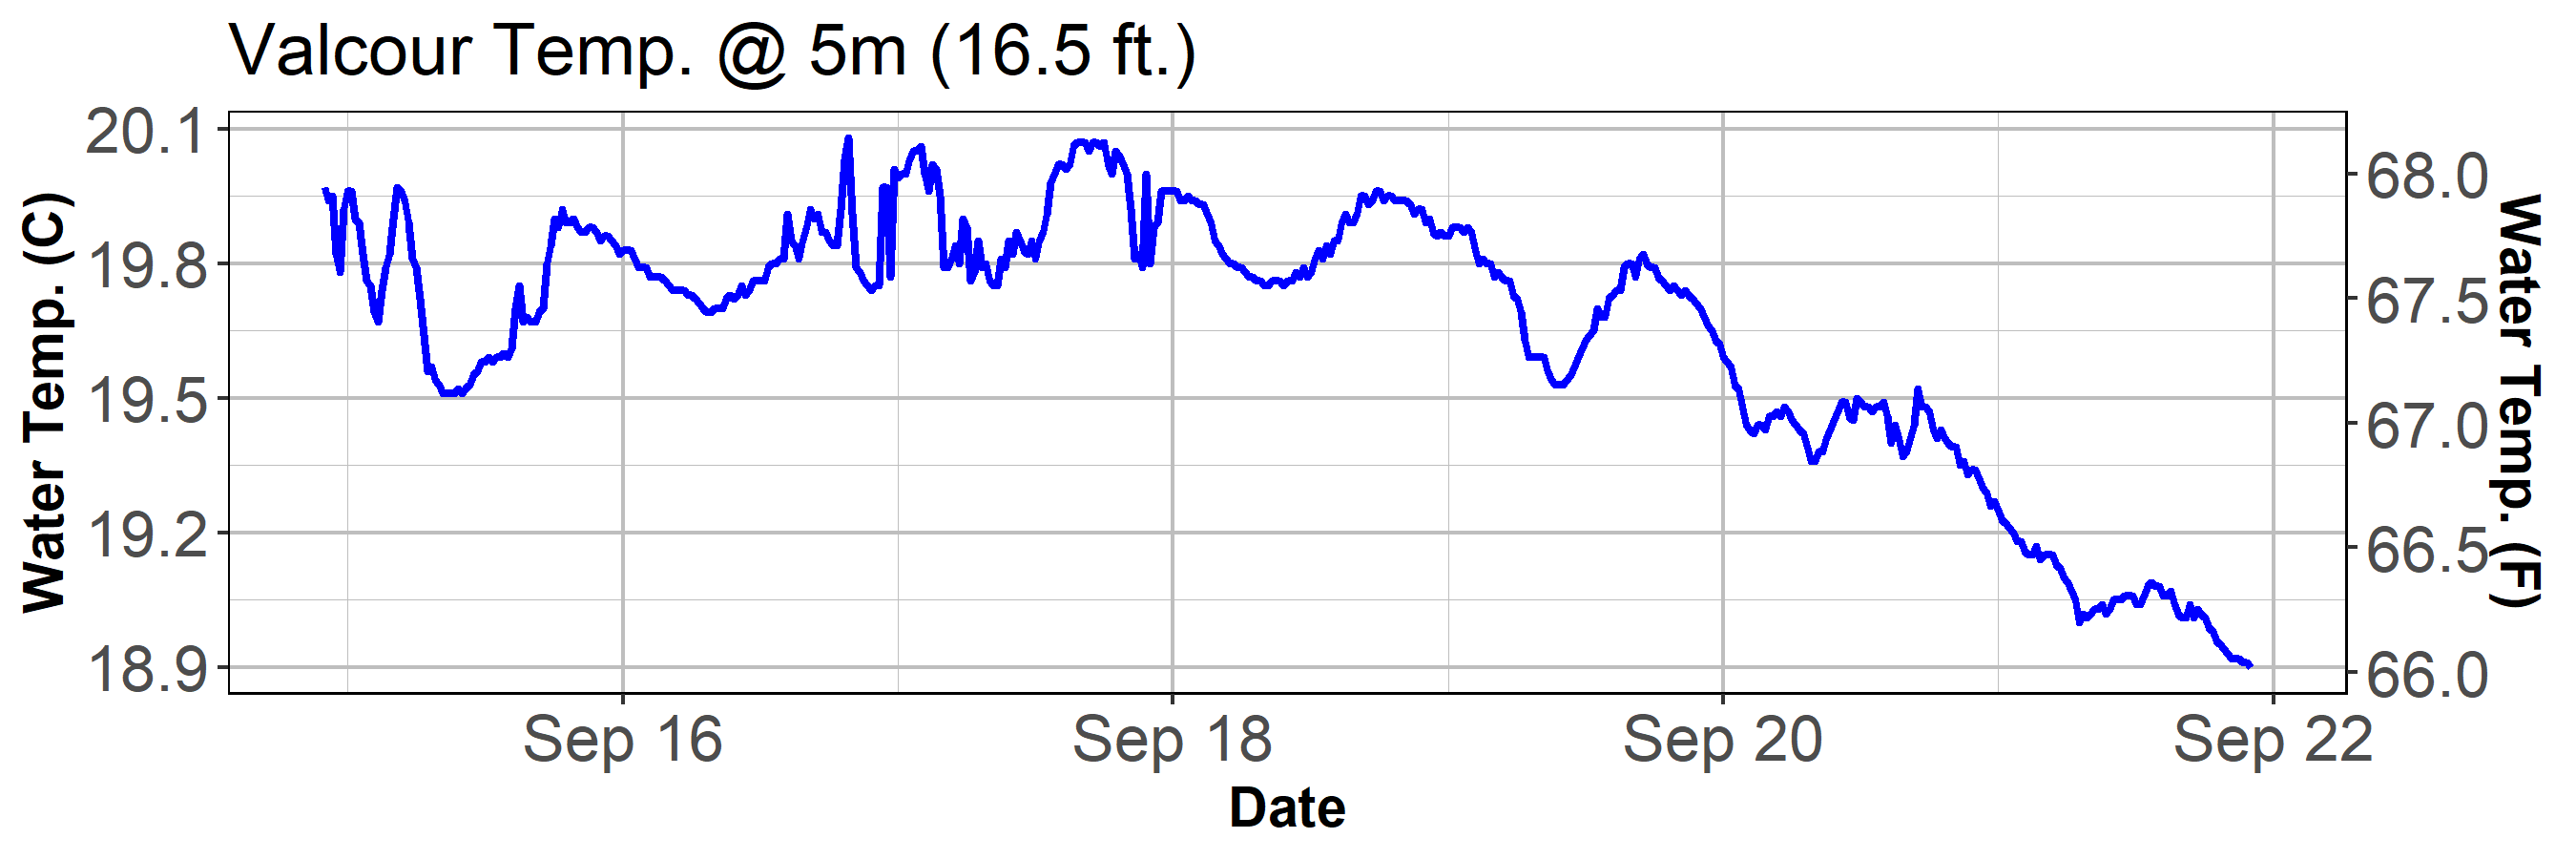 Valcour Temp. @ 5m (16.5 ft.)
Water Temp. (C)
20.1
19.8
19.5
19.2
18.9
68.0
67.5
67.0
66.5
66.0
Water Temp. (F)
Sep 16
Sep 18
Sep 20
Sep 22
Date